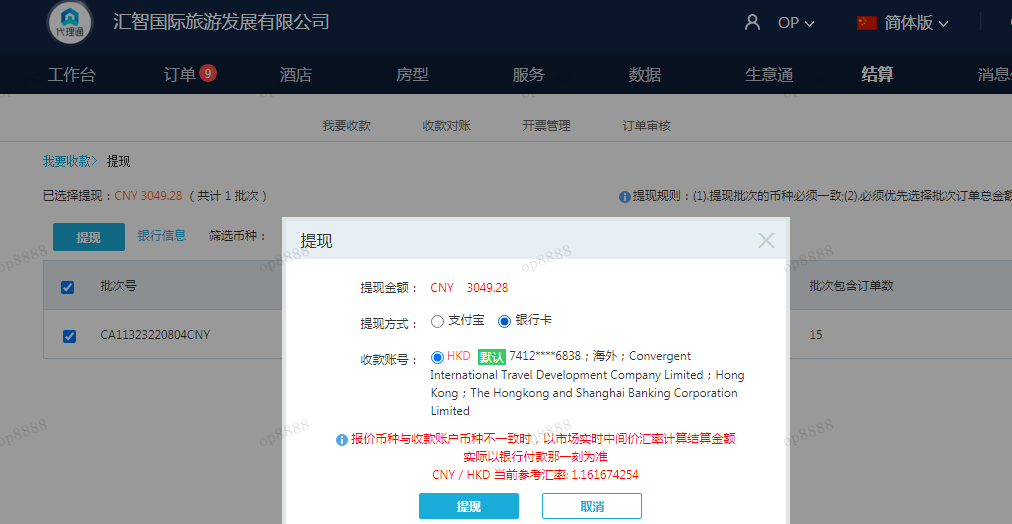 代理通
汇智国际旅游发展有限公司
OP
简体版
工作台
订单 9
酒店
房型
服务
数据
生意通
结算
消息
我要收款
收款对账
开票管理
订单审核
我要收款> 提现
已选择提现：CNY 3049.28 （ 共计 1 批次 ）
提现规则：(1).提现批次的币种必须一致;(2).必须优先选择批次订单总金额
提现
银行信息
筛选币种：
批次号
批次包含订单数
CA11323220804CNY
15
提现
提现金额： CNY 3049.28
提现方式： 支付宝 银行卡
收款账号： HKD 默认 7412****6838；海外；Convergent
International Travel Development Company Limited；Hong
Kong；The Hongkong and Shanghai Banking Corporation
Limited
报价币种与收款账户币种不一致时，以市场实时中间价汇率计算结算金额
实际以银行付款那一刻为准
CNY / HKD 当前参考汇率: 1.161674254
提现
取消
op8888
op8888
op8888
op8888
op8888
op8888
op8888
op8888